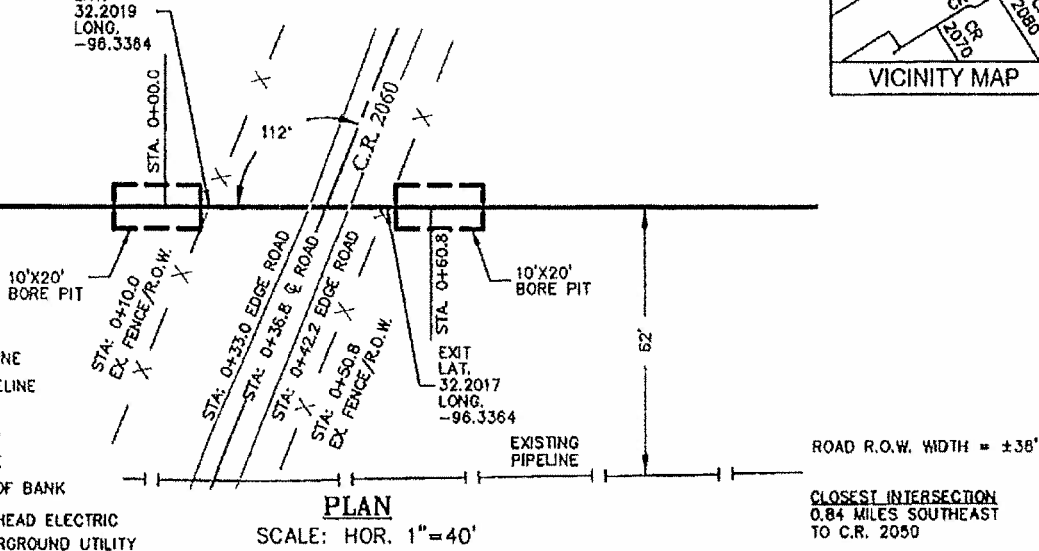 32.2019
LONG.
-96.3364
STA. 0+00.0
112°
C.R. 2060
CR
2070
2080
VICINITY MAP
10'X20'
BORE PIT
STA: 0+10.0
EX. FENCE/R.O.W.
STA: 0+33.0 EDGE ROAD
STA: 0+36.8 ℄ ROAD
STA: 0+42.2 EDGE ROAD
STA: 0+50.8
EX. FENCE/R.O.W.
STA. 0+60.8
10'X20'
BORE PIT
EXIT
LAT.
32.2017
LONG.
-96.3364
62'
EXISTING
PIPELINE
ROAD R.O.W. WIDTH = ±38'
CLOSEST INTERSECTION
0.84 MILES SOUTHEAST
TO C.R. 2050
NE
ELINE
OF BANK
HEAD ELECTRIC
RGROUND UTILITY
PLAN
SCALE: HOR. 1"=40'